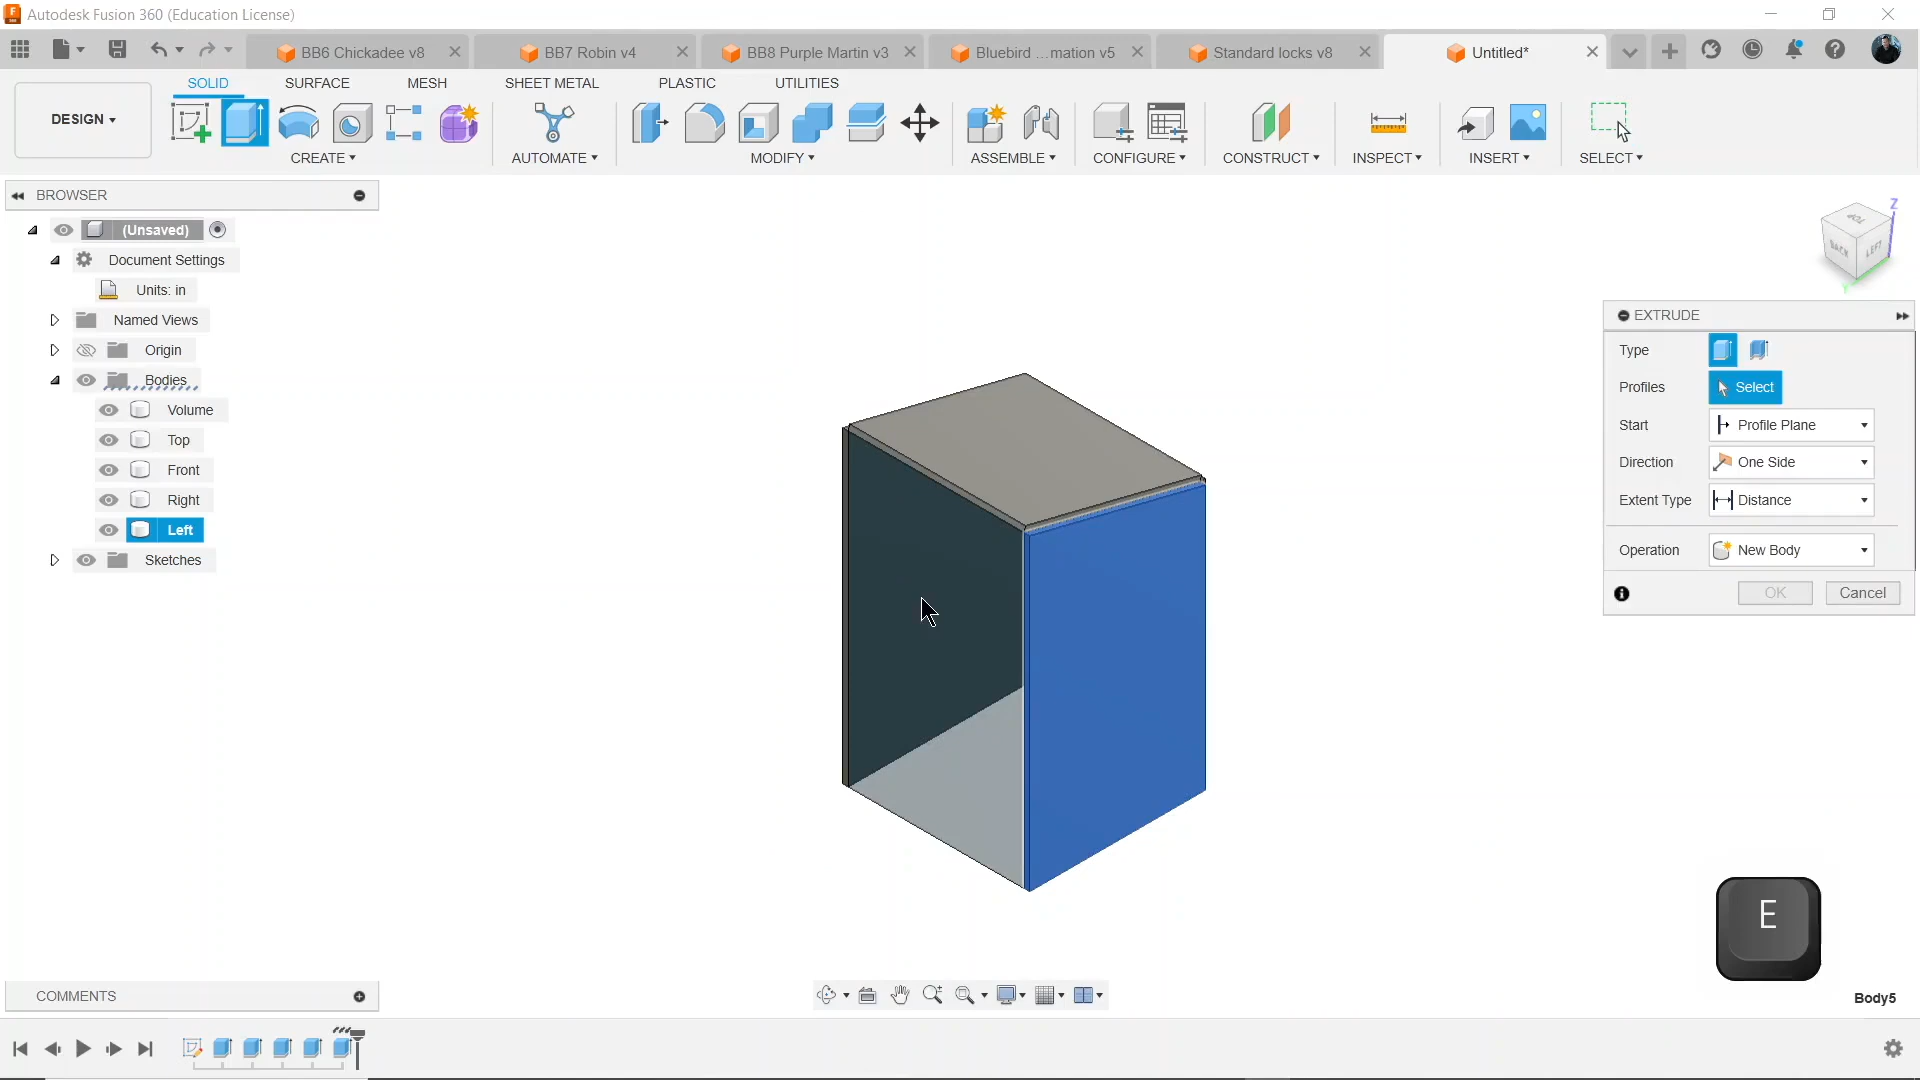 Autodesk Fusion 360 (Education License)
BB6 Chickadee v8
BB7 Robin v4
BB8 Purple Martin v3
Bluebird ...mation v5
Standard locks v8
Untitled*
DESIGN
SOLID
SURFACE
MESH
SHEET METAL
PLASTIC
UTILITIES
CREATE
AUTOMATE
MODIFY
ASSEMBLE
CONFIGURE
CONSTRUCT
INSPECT
INSERT
SELECT
BROWSER
(Unsaved)
Document Settings
Units: in
Named Views
Origin
Bodies
Volume
Top
Front
Right
Left
Sketches
Z
TOP
BACK
LEFT
Y
EXTRUDE
Type
Profiles
Select
Start
Profile Plane
Direction
One Side
Extent Type
Distance
Operation
New Body
OK
Cancel
E
Body5
COMMENTS